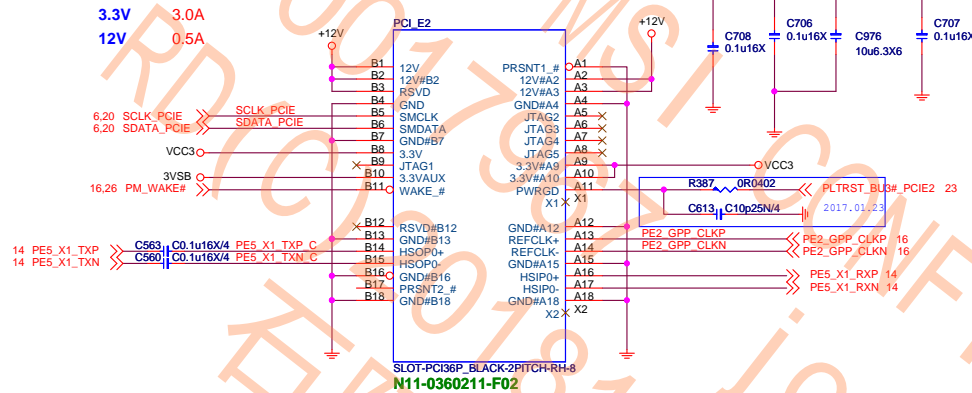 3.3V 3.0A
12V 0.5A
+12V
PCI_E2
+12V
C708
0.1u16X
C706
0.1u16X
C976
10u6.3X6
C707
0.1u16X
B1 12V PRSNT1_# A1
B2 12V#B2 12V#A2 A2
B3 RSVD 12V#A3 A3
B4 GND GND#A4 A4
6,20 SCLK_PCIE SCLK_PCIE B5 SMCLK JTAG2 A5
6,20 SDATA_PCIE SDATA_PCIE B6 SMDATA JTAG3 A6
B7 GND#B7 JTAG4 A7
VCC3 B8 3.3V JTAG5 A8
B9 JTAG1 3.3V#A9 A9 VCC3
3VSB B10 3.3VAUX 3.3V#A10 A10
16,26 PM_WAKE# B11 WAKE_# PWRGD A11 R387 0R0402 PLTRST_BU3#_PCIE2 23
X1 X1
C613 C10p25N/4 2017.01.23
B12 RSVD#B12 GND#A12 A12
B13 GND#B13 REFCLK+ A13 PE2_GPP_CLKP PE2_GPP_CLKP 16
14 PE5_X1_TXP C563 C0.1u16X/4 PE5_X1_TXP_C B14 HSOP0+ REFCLK- A14 PE2_GPP_CLKN PE2_GPP_CLKN 16
14 PE5_X1_TXN C560 C0.1u16X/4 PE5_X1_TXN_C B15 HSOP0- GND#A15 A15
B16 GND#B16 HSIP0+ A16 PE5_X1_RXP 14
B17 PRSNT2_# HSIP0- A17 PE5_X1_RXN 14
B18 GND#B18 GND#A18 A18
X2 X2
SLOT-PCI36P_BLACK-2PITCH-RH-8
N11-0360211-F02
MSI CONF